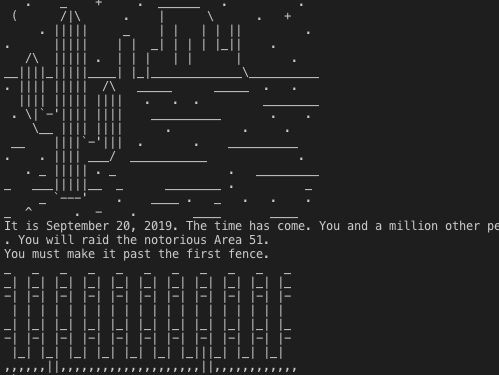 It is September 20, 2019. The time has come. You and a million other pe
. You will raid the notorious Area 51.
You must make it past the first fence.